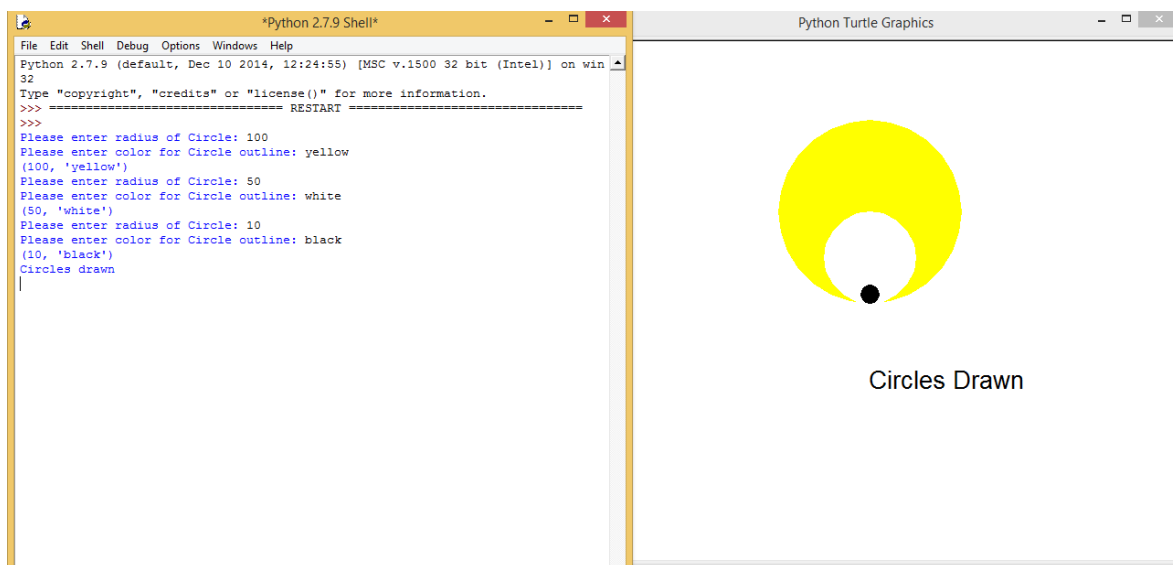 *Python 2.7.9 Shell*
File Edit Shell Debug Options Windows Help
Python 2.7.9 (default, Dec 10 2014, 12:24:55) [MSC v.1500 32 bit (Intel)] on win
32
Type "copyright", "credits" or "license()" for more information.
>>> ================================ RESTART ================================
>>>
Please enter radius of Circle: 100
Please enter color for Circle outline: yellow
(100, 'yellow')
Please enter radius of Circle: 50
Please enter color for Circle outline: white
(50, 'white')
Please enter radius of Circle: 10
Please enter color for Circle outline: black
(10, 'black')
Circles drawn
Python Turtle Graphics
Circles Drawn